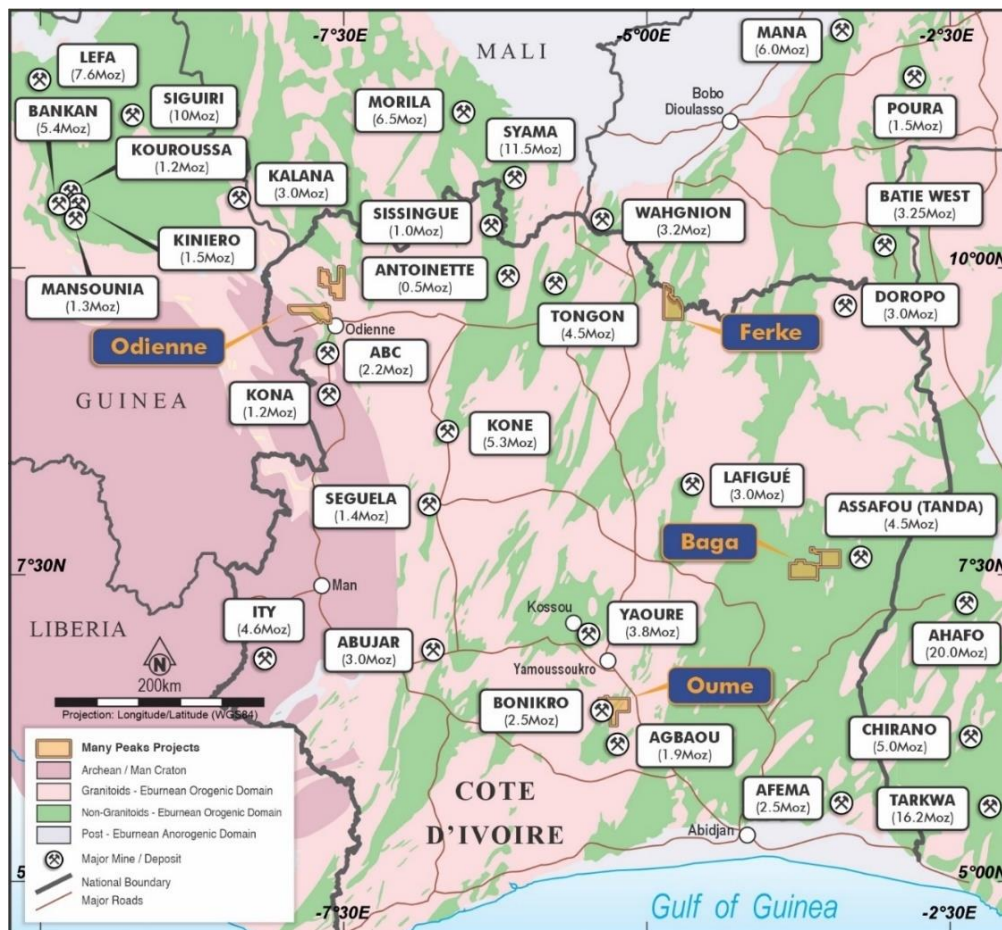 -7°30E
-5°00E
-2°30E
MALI
MANA
(6.0Moz)
LEFA
(7.6Moz)
BANKAN
(5.4Moz)
SIGUIRI
(10Moz)
MORILA
(6.5Moz)
Bobo
Dioulasso
POURA
(1.5Moz)
KOUROUSSA
(1.2Moz)
SYAMA
(11.5Moz)
KALANA
(3.0Moz)
SISSINGUE
(1.0Moz)
WAHGNION
(3.2Moz)
BATIE WEST
(3.25Moz)
KINIERO
(1.5Moz)
ANTOINETTE
(0.5Moz)
10°00N
MANSOUNIA
(1.3Moz)
TONGON
(4.5Moz)
DOROPO
(3.0Moz)
Odienne
Odienne
Ferke
ABC
(2.2Moz)
GUINEA
KONA
(1.2Moz)
KONE
(5.3Moz)
SEGUELA
(1.4Moz)
LAFIGUÉ
(3.0Moz)
ASSAFOU (TANDA)
(4.5Moz)
Baga
7°30N
7°30N
Man
LIBERIA
ITY
(4.6Moz)
Kossou
YAOURE
(3.8Moz)
AHAFO
(20.0Moz)
ABUJAR
(3.0Moz)
Yamoussoukro
N
200km
Projection: Longitude/Latitude (WGS84)
Oume
BONIKRO
(2.5Moz)
AGBAOU
(1.9Moz)
CHIRANO
(5.0Moz)
COTE
D'IVOIRE
AFEMA
(2.5Moz)
TARKWA
(16.2Moz)
Abidjan
Many Peaks Projects
Archean / Man Craton
Granitoids - Eburnean Orogenic Domain
Non-Granitoids - Eburnean Orogenic Domain
Post - Eburnean Anorogenic Domain
Major Mine / Deposit
National Boundary
Major Roads
5°00N
Gulf of Guinea
-7°30E
-2°30E